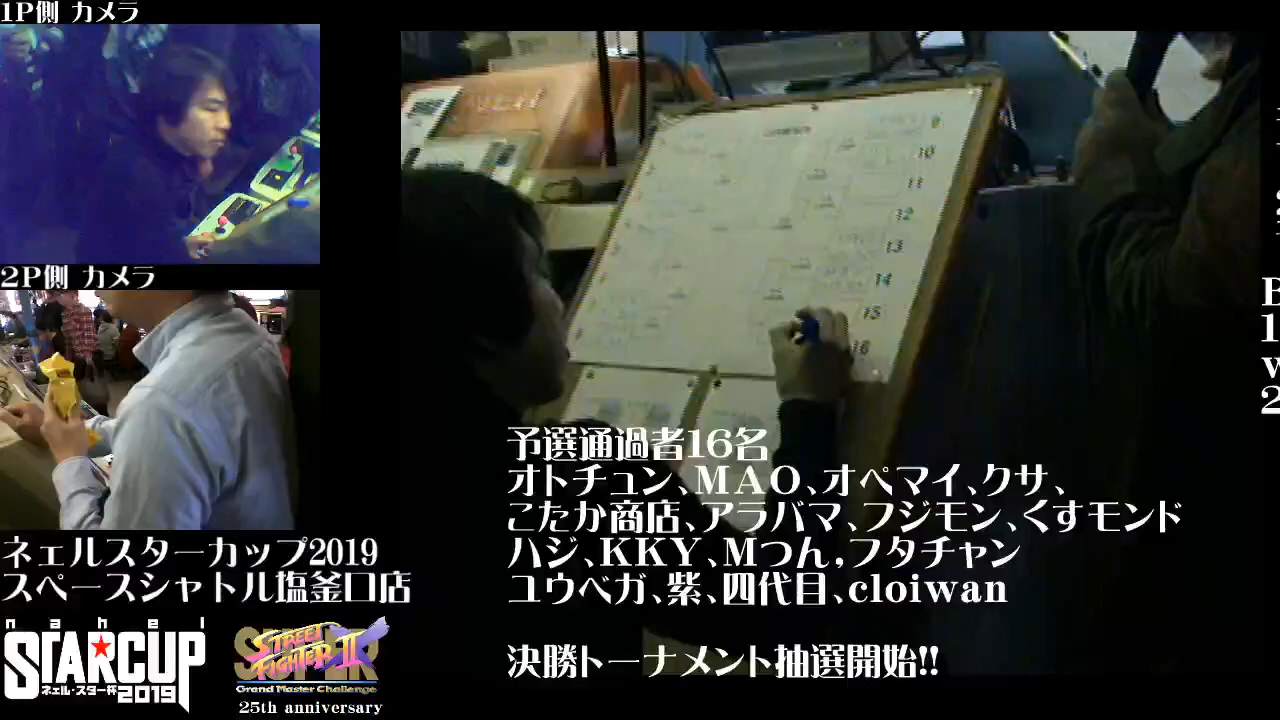 1P側 カメラ
2P側 カメラ
ネェルスターカップ2019
スペースシャトル塩釜口店
nahel
STARCUP
ネェル・スター杯2019
SUPER
STREET FIGHTER II X
Grand Master Challenge
25th anniversary
9
10
11
12
13
14
15
16
予選通過者16名
オトチュン、MAO、オペマイ、クサ、
こたか商店、アラバマ、フジモン、くすモンド
ハジ、KKY、Mつん,フタチャン
ユウベガ、紫、四代目、cloiwan
決勝トーナメント抽選開始!!
B
1
w
2